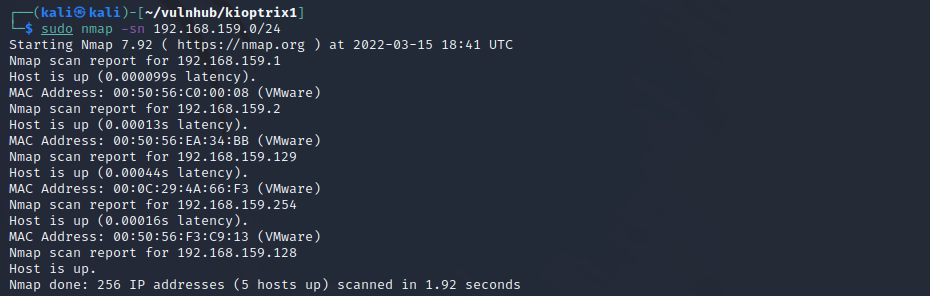 ┌──(kali㉿kali)-[~/vulnhub/kioptrix1]
└─$ sudo nmap -sn 192.168.159.0/24
Starting Nmap 7.92 ( https://nmap.org ) at 2022-03-15 18:41 UTC
Nmap scan report for 192.168.159.1
Host is up (0.000099s latency).
MAC Address: 00:50:56:C0:00:08 (VMware)
Nmap scan report for 192.168.159.2
Host is up (0.00013s latency).
MAC Address: 00:50:56:EA:34:BB (VMware)
Nmap scan report for 192.168.159.129
Host is up (0.00044s latency).
MAC Address: 00:0C:29:4A:66:F3 (VMware)
Nmap scan report for 192.168.159.254
Host is up (0.00016s latency).
MAC Address: 00:50:56:F3:C9:13 (VMware)
Nmap scan report for 192.168.159.128
Host is up.
Nmap done: 256 IP addresses (5 hosts up) scanned in 1.92 seconds